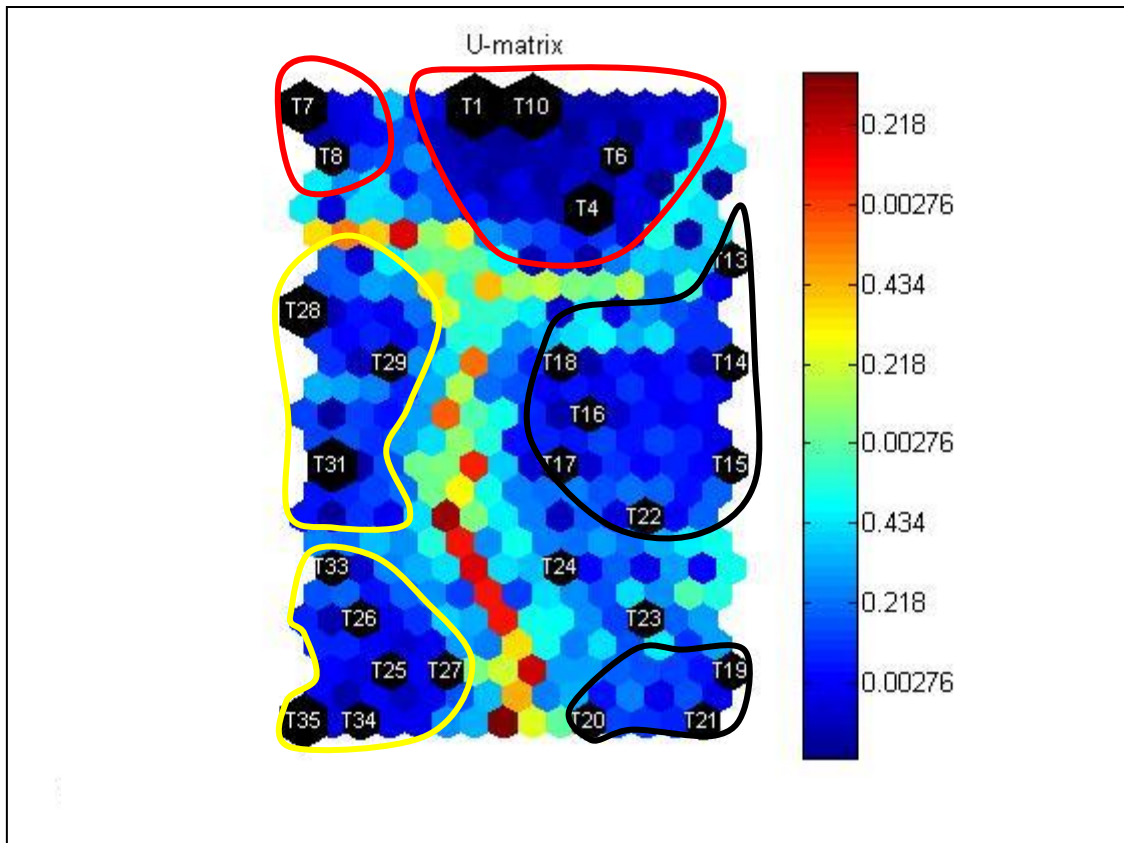 U-matrix
T7
T1
T10
T8
T6
T4
T13
T28
T29
T18
T14
T16
T31
T17
T15
T22
T33
T24
T26
T23
T25
T27
T19
T35
T34
T20
T21
0.218
0.00276
0.434
0.218
0.00276
0.434
0.218
0.00276